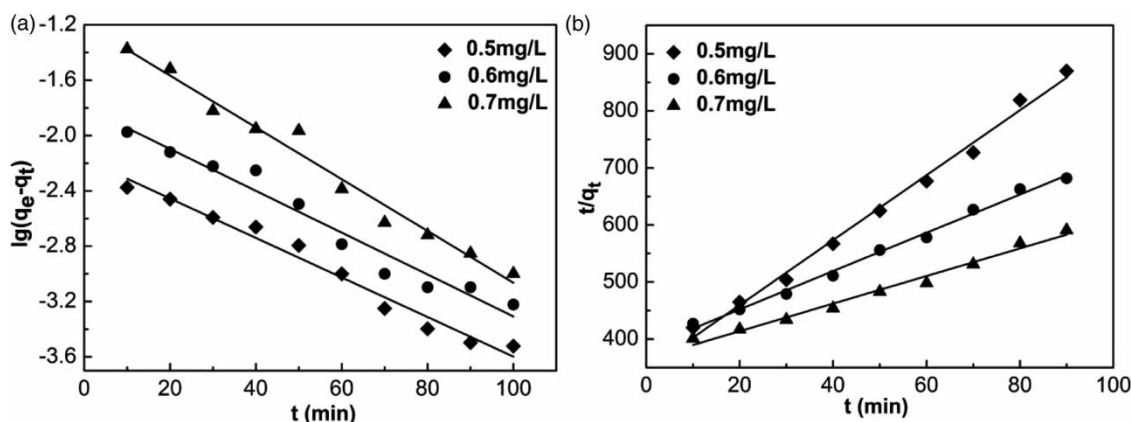 (a)
-1.2
-1.6
-2.0
-2.4
-2.8
-3.2
-3.6
lg(qe-qt)
0.5mg/L
0.6mg/L
0.7mg/L
0 20 40 60 80 100
t (min)
(b)
900
800
700
600
500
400
t/qt
0.5mg/L
0.6mg/L
0.7mg/L
0 20 40 60 80 100
t (min)